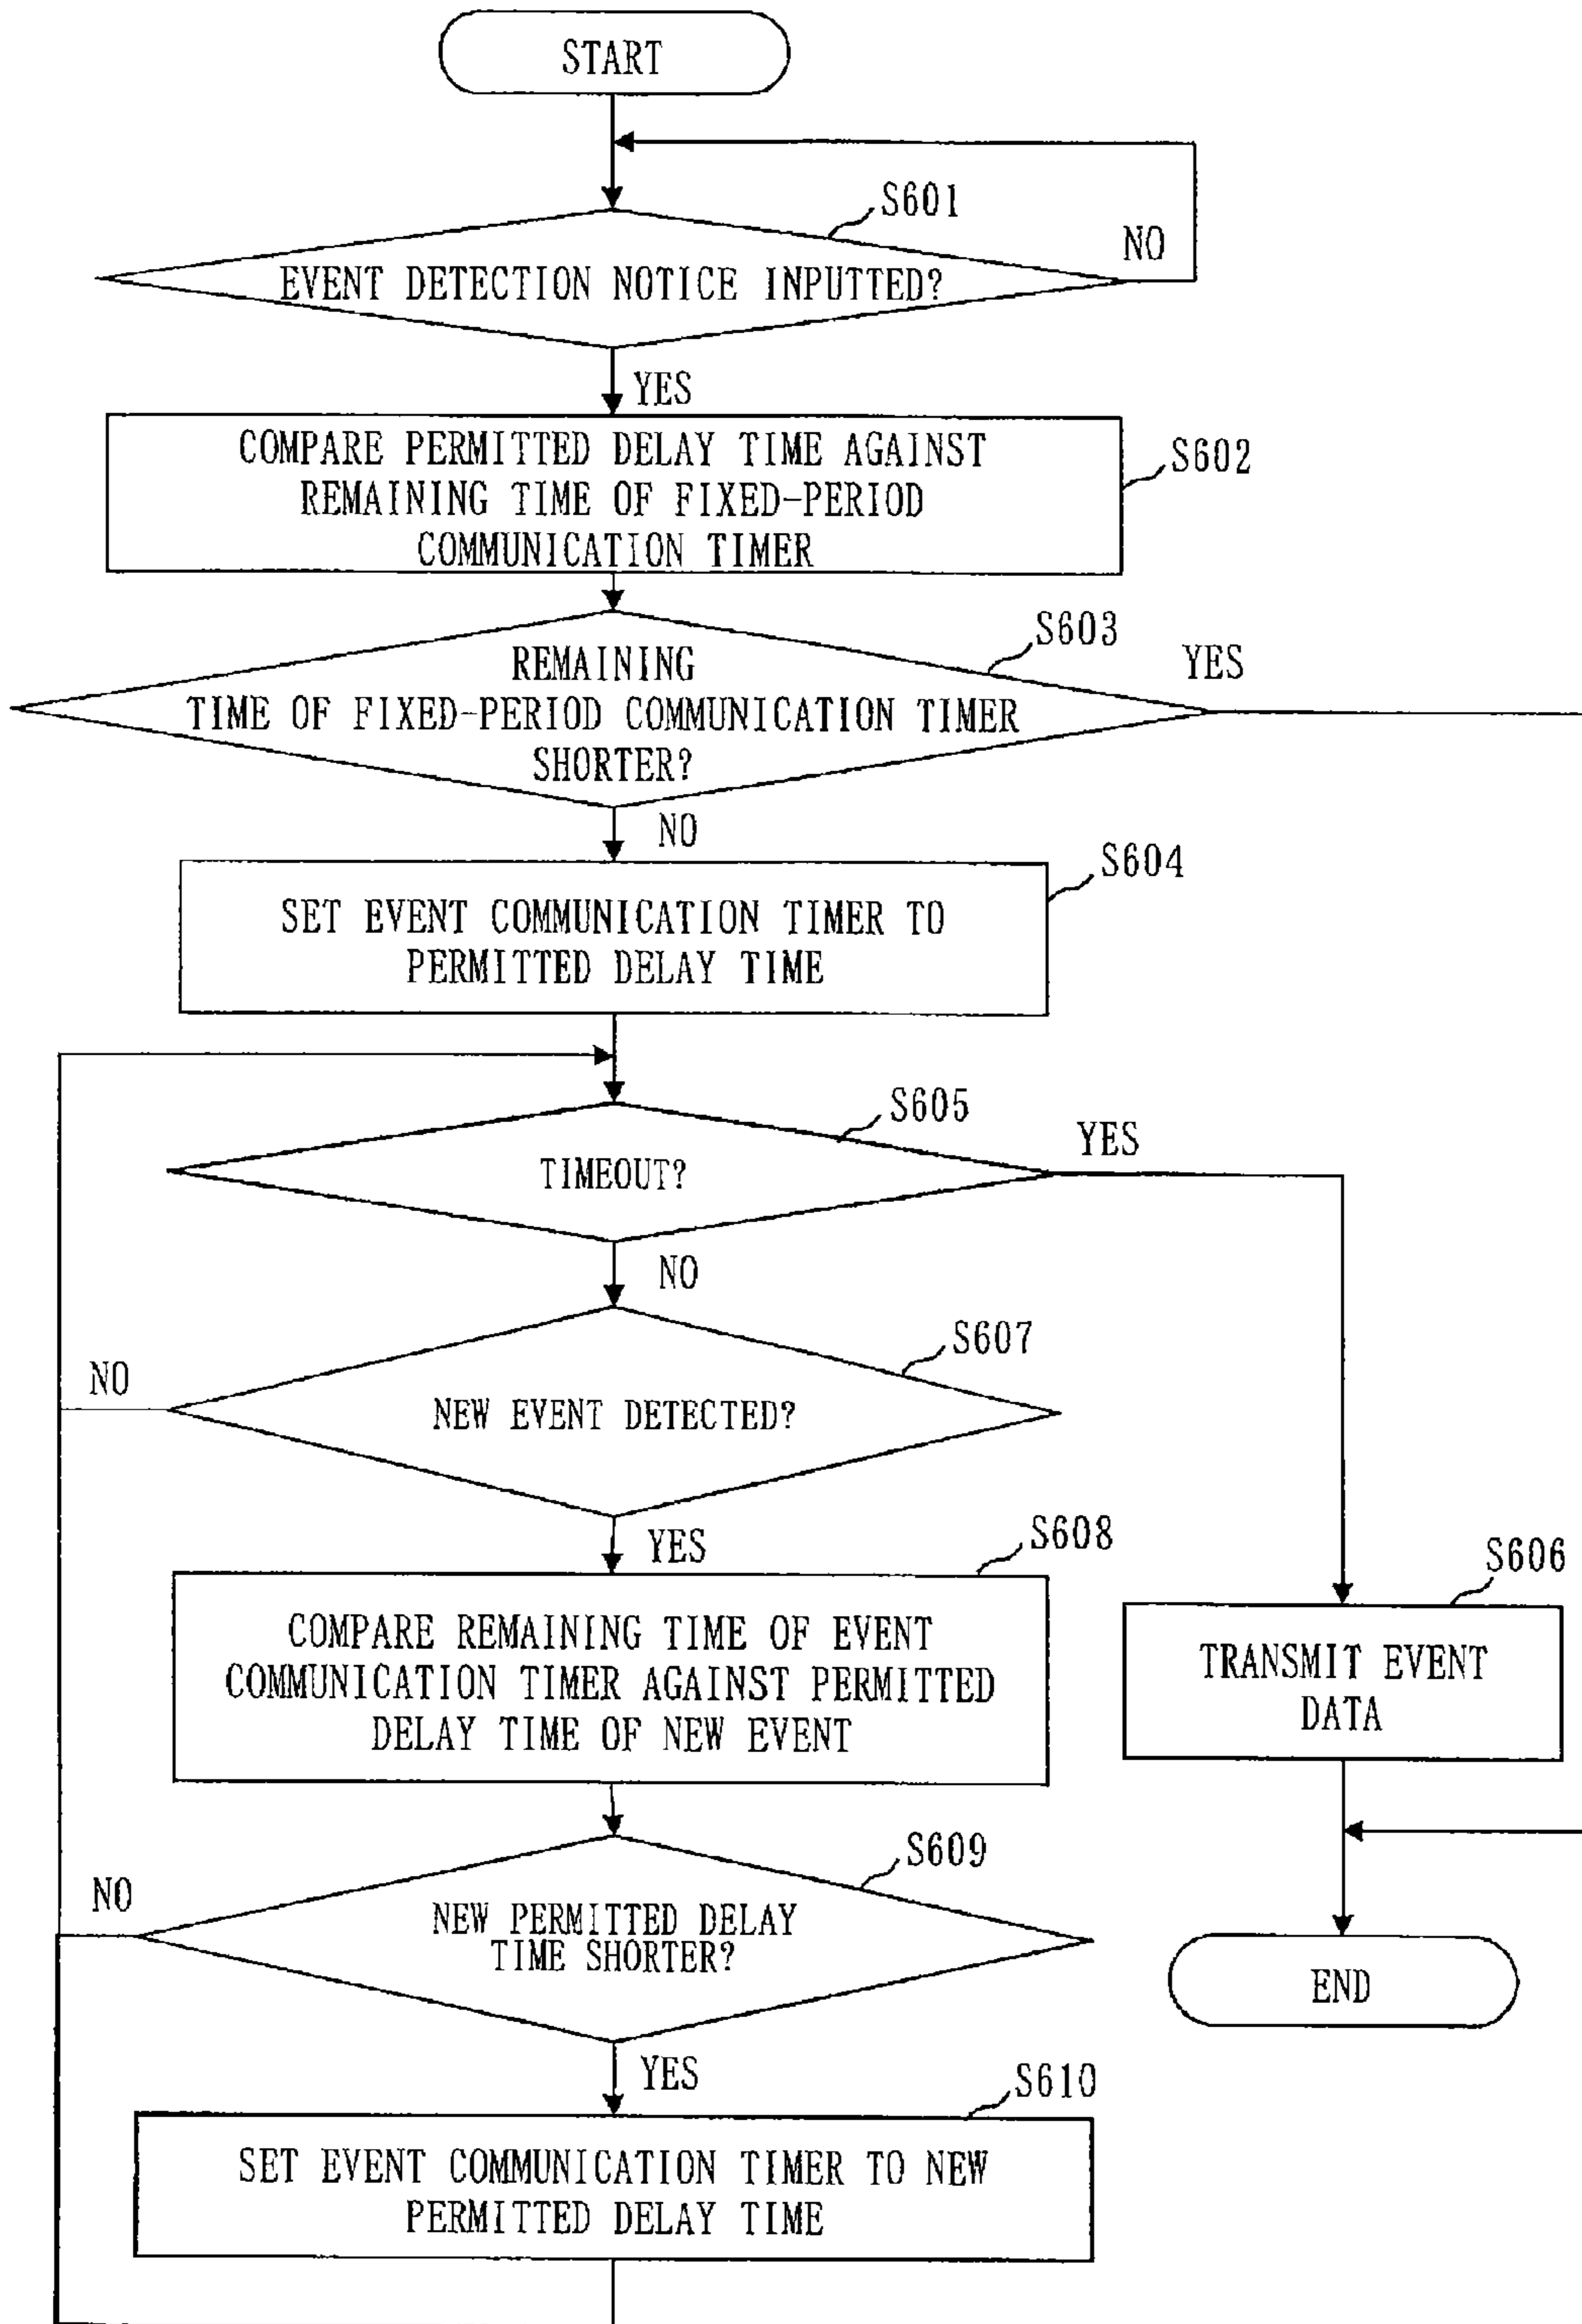 START
S601
NO
EVENT DETECTION NOTICE INPUTTED?
YES
COMPARE PERMITTED DELAY TIME AGAINST
REMAINING TIME OF FIXED-PERIOD
COMMUNICATION TIMER
S602
S603
YES
REMAINING
TIME OF FIXED-PERIOD COMMUNICATION TIMER
SHORTER?
NO
S604
SET EVENT COMMUNICATION TIMER TO
PERMITTED DELAY TIME
S605
YES
TIMEOUT?
NO
S607
NO
NEW EVENT DETECTED?
YES
S608
COMPARE REMAINING TIME OF EVENT
COMMUNICATION TIMER AGAINST PERMITTED
DELAY TIME OF NEW EVENT
S606
TRANSMIT EVENT
DATA
S609
NO
NEW PERMITTED DELAY
TIME SHORTER?
END
YES
S610
SET EVENT COMMUNICATION TIMER TO NEW
PERMITTED DELAY TIME